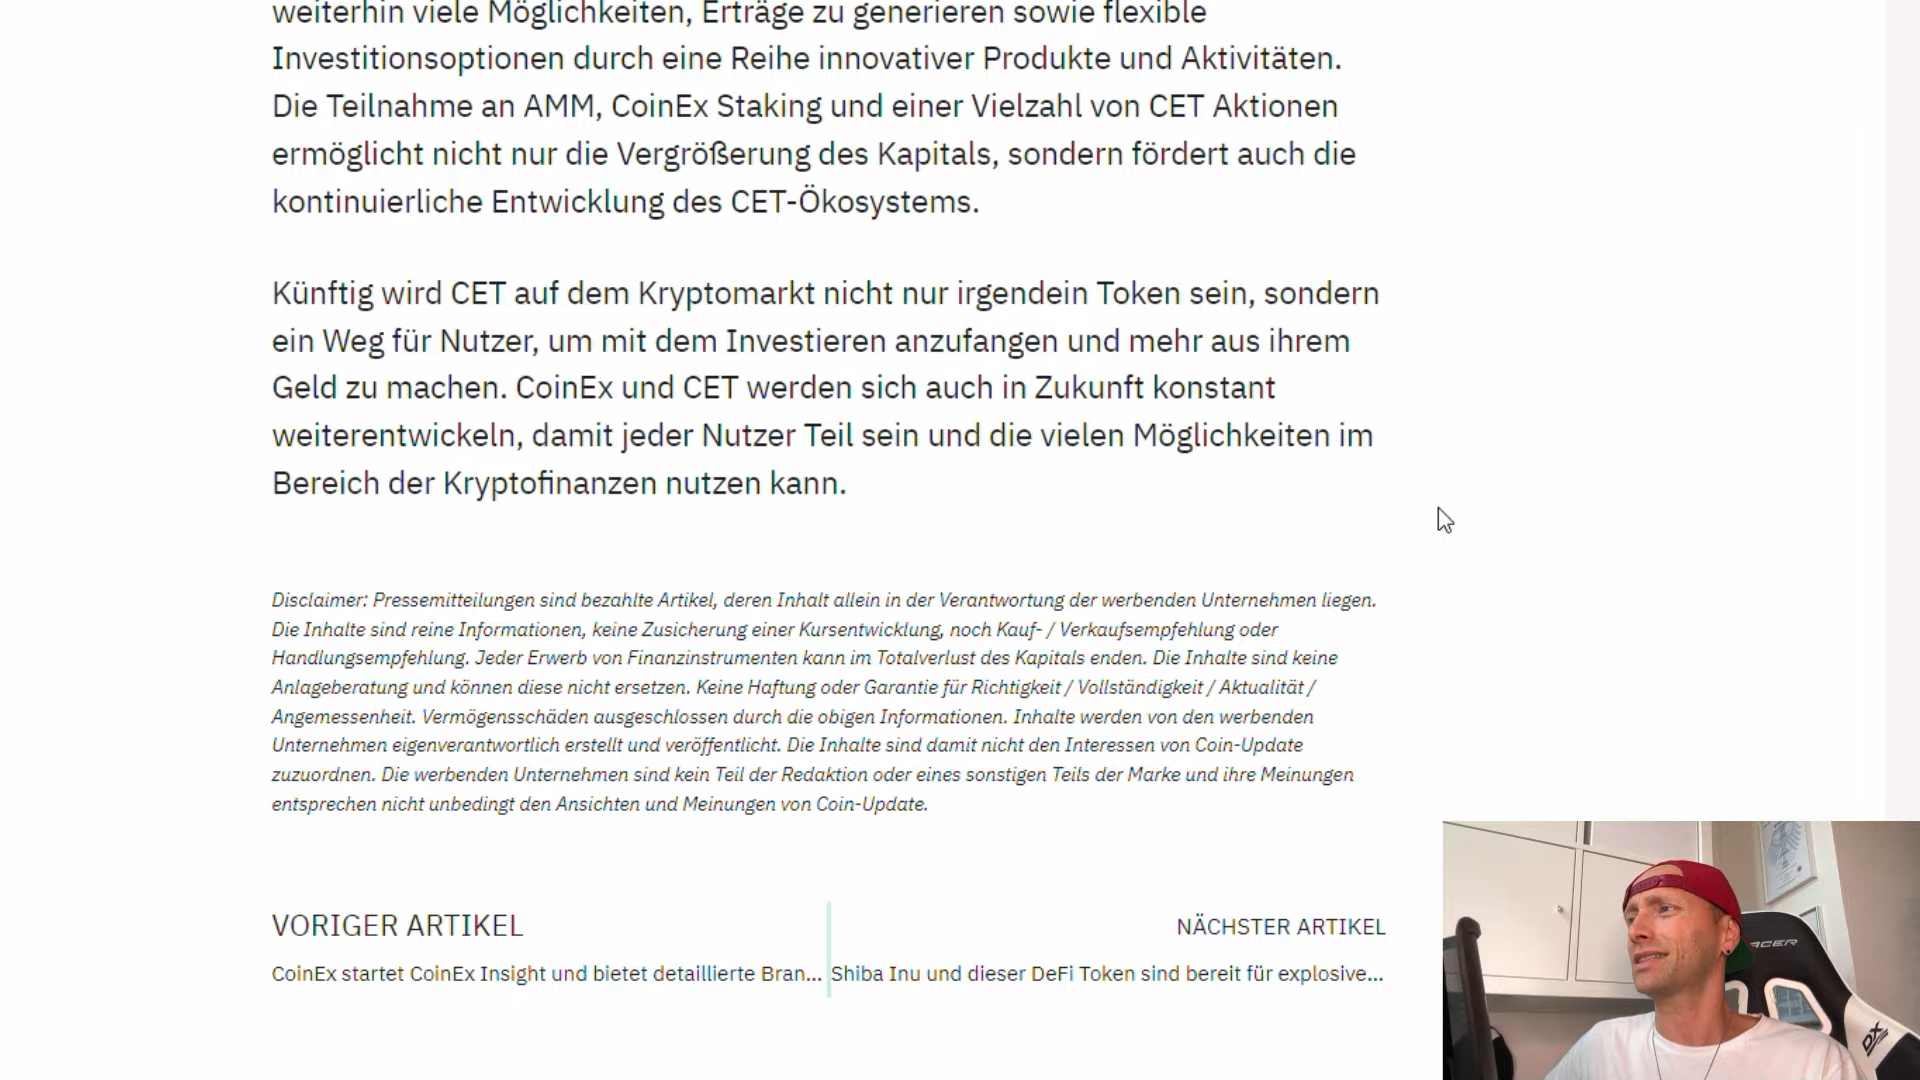 weiterhin viele Möglichkeiten, Erträge zu generieren sowie flexible
Investitionsoptionen durch eine Reihe innovativer Produkte und Aktivitäten.
Die Teilnahme an AMM, CoinEx Staking und einer Vielzahl von CET Aktionen
ermöglicht nicht nur die Vergrößerung des Kapitals, sondern fördert auch die
kontinuierliche Entwicklung des CET-Ökosystems.
Künftig wird CET auf dem Kryptomarkt nicht nur irgendein Token sein, sondern
ein Weg für Nutzer, um mit dem Investieren anzufangen und mehr aus ihrem
Geld zu machen. CoinEx und CET werden sich auch in Zukunft konstant
weiterentwickeln, damit jeder Nutzer Teil sein und die vielen Möglichkeiten im
Bereich der Kryptofinanzen nutzen kann.
Disclaimer: Pressemitteilungen sind bezahlte Artikel, deren Inhalt allein in der Verantwortung der werbenden Unternehmen liegen.
Die Inhalte sind reine Informationen, keine Zusicherung einer Kursentwicklung, noch Kauf- / Verkaufsempfehlung oder
Handlungsempfehlung. Jeder Erwerb von Finanzinstrumenten kann im Totalverlust des Kapitals enden. Die Inhalte sind keine
Anlageberatung und können diese nicht ersetzen. Keine Haftung oder Garantie für Richtigkeit / Vollständigkeit / Aktualität /
Angemessenheit. Vermögensschäden ausgeschlossen durch die obigen Informationen. Inhalte werden von den werbenden
Unternehmen eigenverantwortlich erstellt und veröffentlicht. Die Inhalte sind damit nicht den Interessen von Coin-Update
zuzuordnen. Die werbenden Unternehmen sind kein Teil der Redaktion oder eines sonstigen Teils der Marke und ihre Meinungen
entsprechen nicht unbedingt den Ansichten und Meinungen von Coin-Update.
VORIGER ARTIKEL
CoinEx startet CoinEx Insight und bietet detaillierte Bran...
NÄCHSTER ARTIKEL
Shiba Inu und dieser DeFi Token sind bereit für explosive...
DX